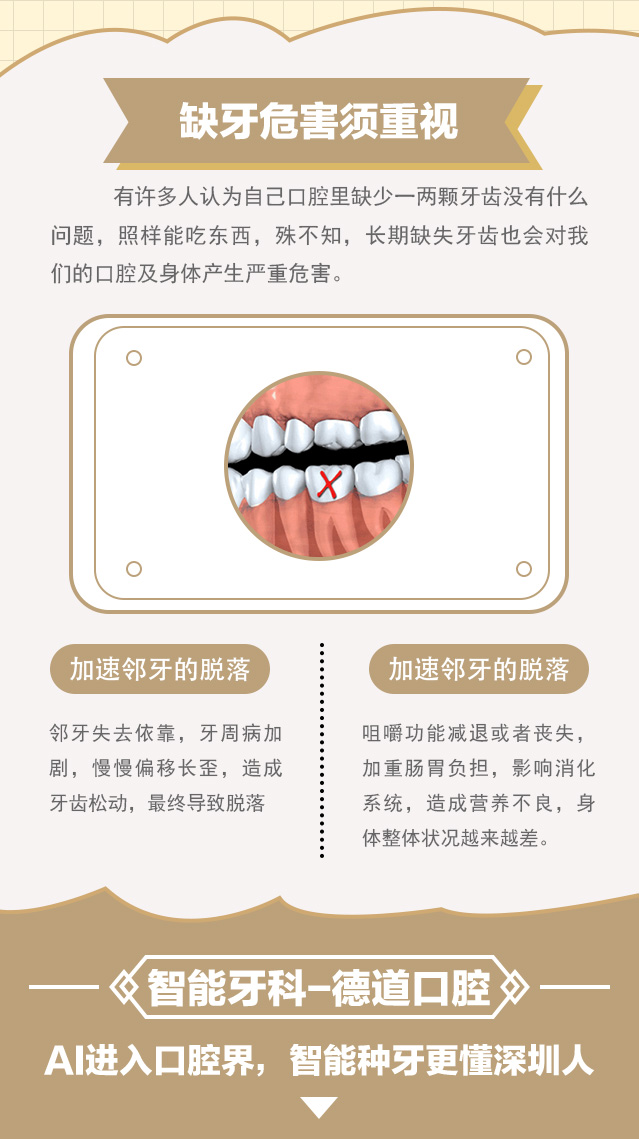 缺牙危害须重视
有许多人认为自己口腔里缺少一两颗牙齿没有什么
问题，照样能吃东西，殊不知，长期缺失牙齿也会对我
们的口腔及身体产生严重危害。
X
加速邻牙的脱落
邻牙失去依靠，牙周病加
剧，慢慢偏移长歪，造成
牙齿松动，最终导致脱落
加速邻牙的脱落
咀嚼功能减退或者丧失，
加重肠胃负担，影响消化
系统，造成营养不良，身
体整体状况越来越差。
智能牙科-德道口腔
AI进入口腔界，智能种牙更懂深圳人